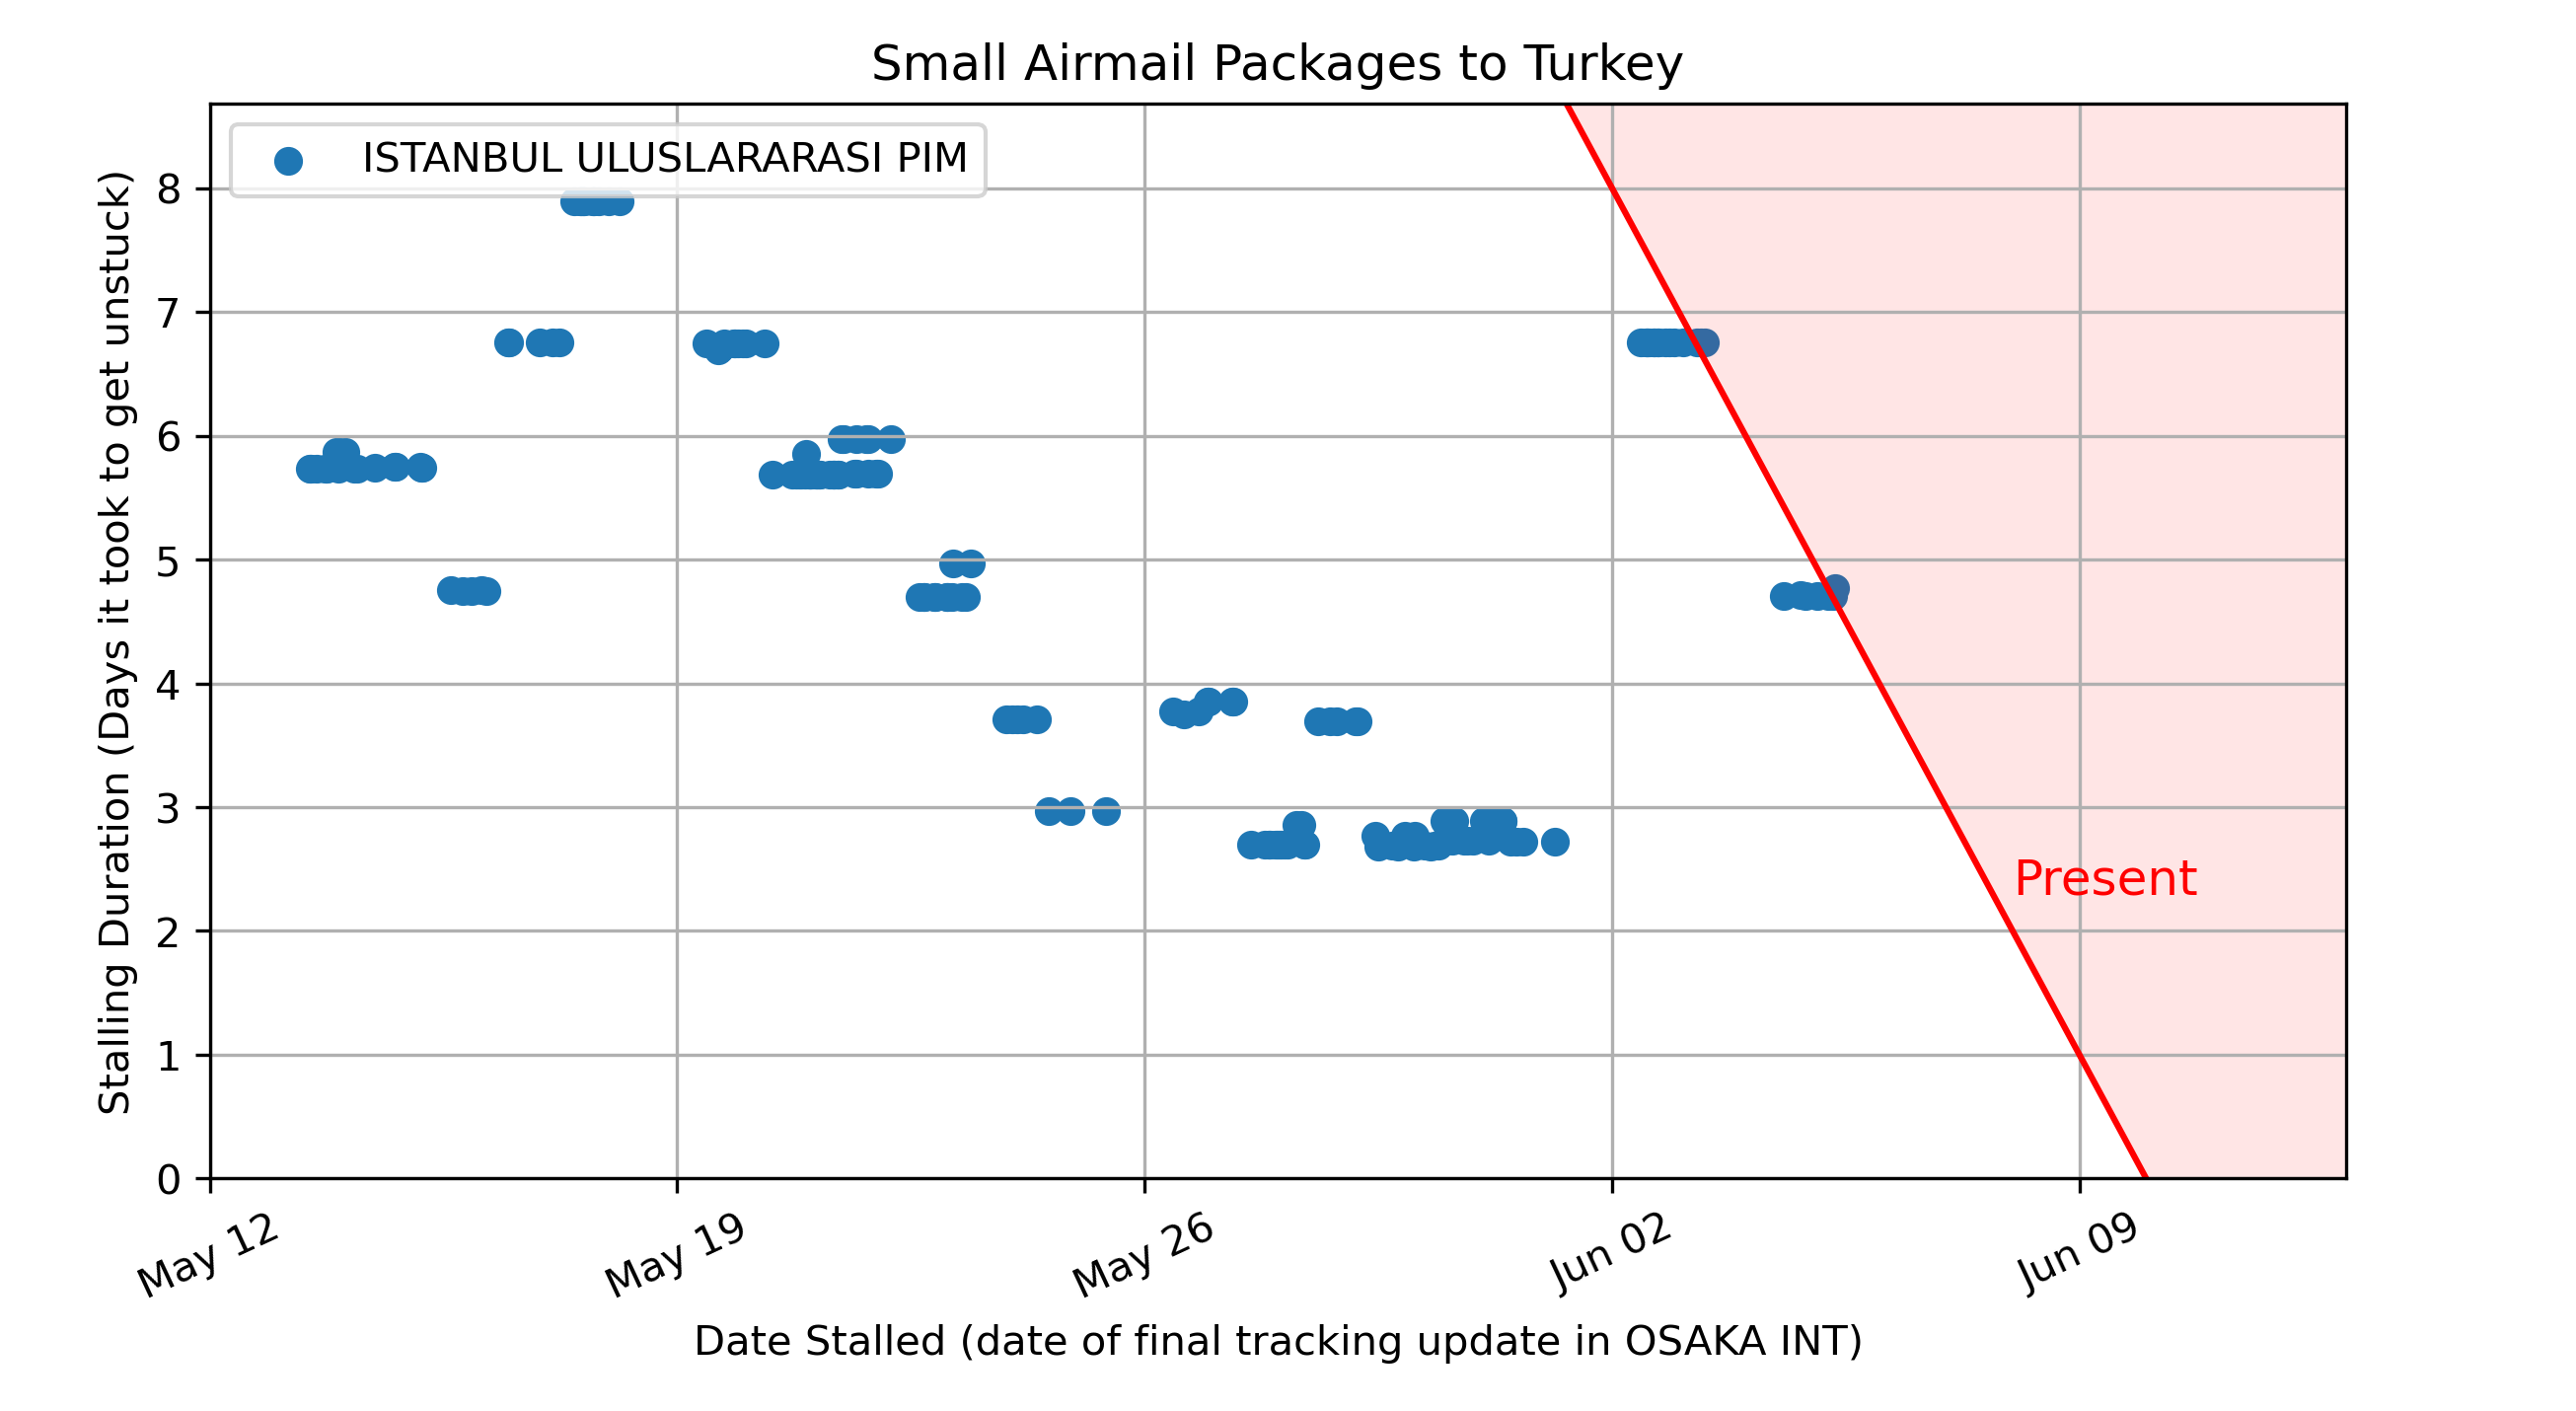 Small Airmail Packages to Turkey
ISTANBUL ULUSLARARASI PIM
Stalling Duration (Days it took to get unstuck)
8
7
6
5
4
3
2
1
0
Present
May 12
May 19
May 26
Jun 02
Jun 09
Date Stalled (date of final tracking update in OSAKA INT)